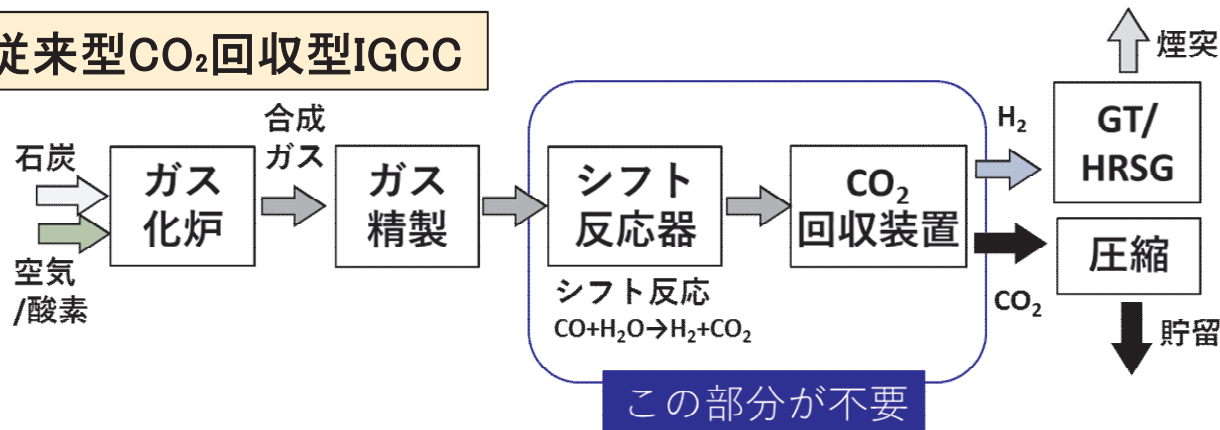 従来型CO₂回収型IGCC
石炭
空気
/酸素
ガス
化炉
合成
ガス
ガス
精製
シフト
反応器
シフト反応
CO+H₂O→H₂+CO₂
CO₂
回収装置
この部分が不要
H₂
CO₂
GT/
HRSG
煙突
圧縮
貯留